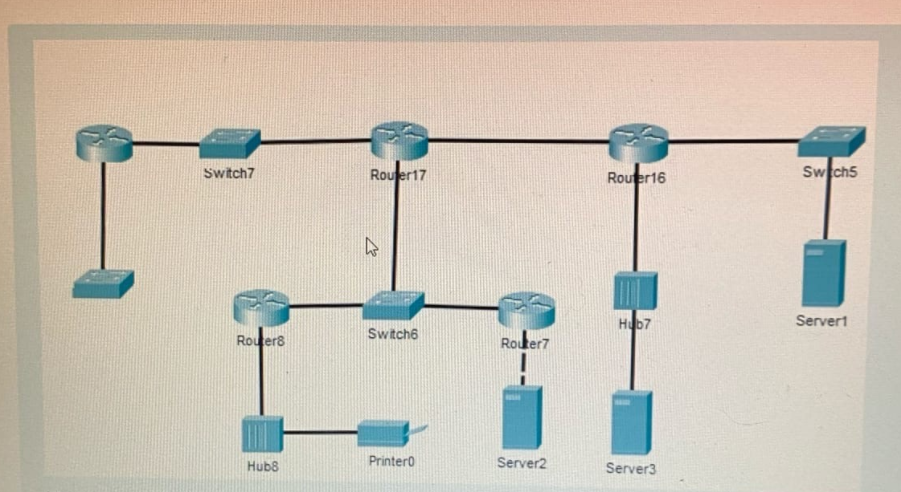 Switch7
Router17
Router16
Switch5
Router8
Switch6
Router7
Hub7
Server1
Hub8
Printer0
Server2
Server3